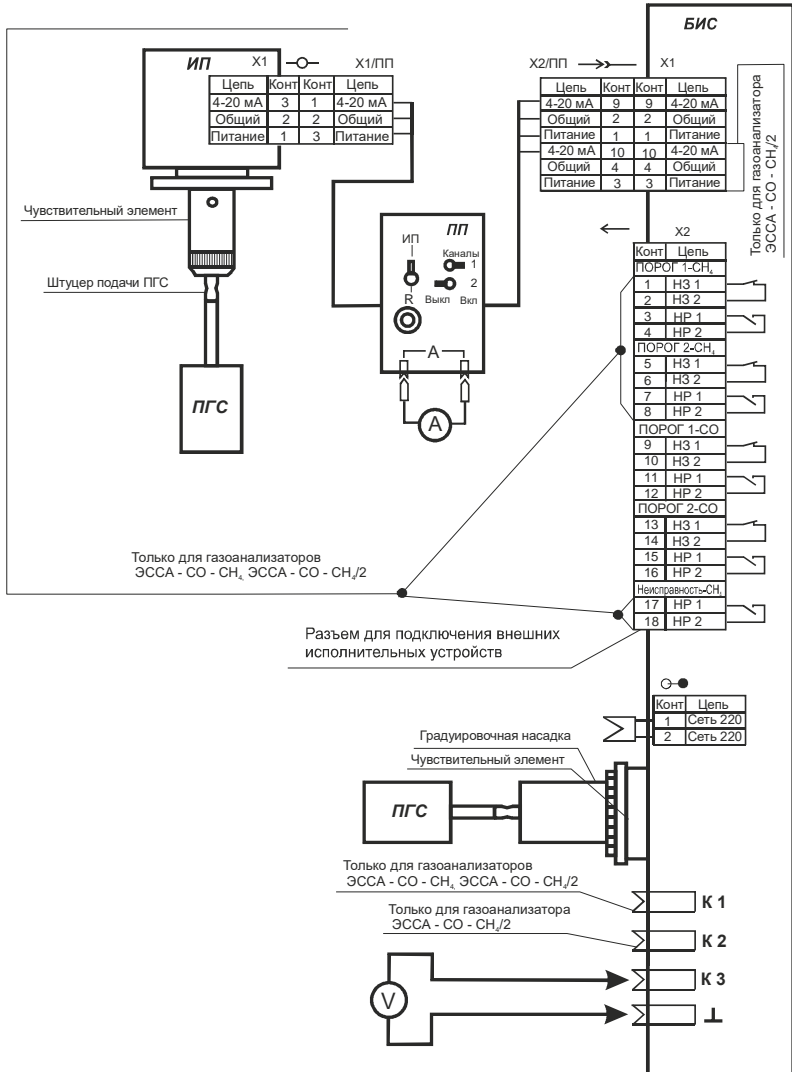 БИС
ИП
X1
X1/ПП
Цепь Конт Конт Цепь
4-20 мА 3 1 4-20 мА
Общий 2 2 Общий
Питание 1 3 Питание
X2/ПП
X1
Цепь Конт Конт Цепь
4-20 мА 9 9 4-20 мА
Общий 2 2 Общий
Питание 1 1 Питание
4-20 мА 10 10 4-20 мА
Общий 4 4 Общий
Питание 3 3 Питание
Только для газоанализатора
ЭССА - СО - CH₄/2
Чувствительный элемент
Штуцер подачи ПГС
ПГС
ПП
ИП
Каналы
1
2
R
Выкл
Вкл
А
А
X2
Конт Цепь
ПОРОГ 1-CH₄
1 НЗ 1
2 НЗ 2
3 НР 1
4 НР 2
ПОРОГ 2-CH₄
5 НЗ 1
6 НЗ 2
7 НР 1
8 НР 2
ПОРОГ 1-СО
9 НЗ 1
10 НЗ 2
11 НР 1
12 НР 2
ПОРОГ 2-СО
13 НЗ 1
14 НЗ 2
15 НР 1
16 НР 2
Неисправность-CH₄
17 НР 1
18 НР 2
Только для газоанализаторов
ЭССА - СО - CH₄, ЭССА - СО - CH₄/2
Разъем для подключения внешних
исполнительных устройств
Конт Цепь
1 Сеть 220
2 Сеть 220
Градуировочная насадка
Чувствительный элемент
ПГС
Только для газоанализаторов
ЭССА - СО - CH₄, ЭССА - СО - CH₄/2
К 1
Только для газоанализатора
ЭССА - СО - CH₄/2
К 2
К 3
V
⊥